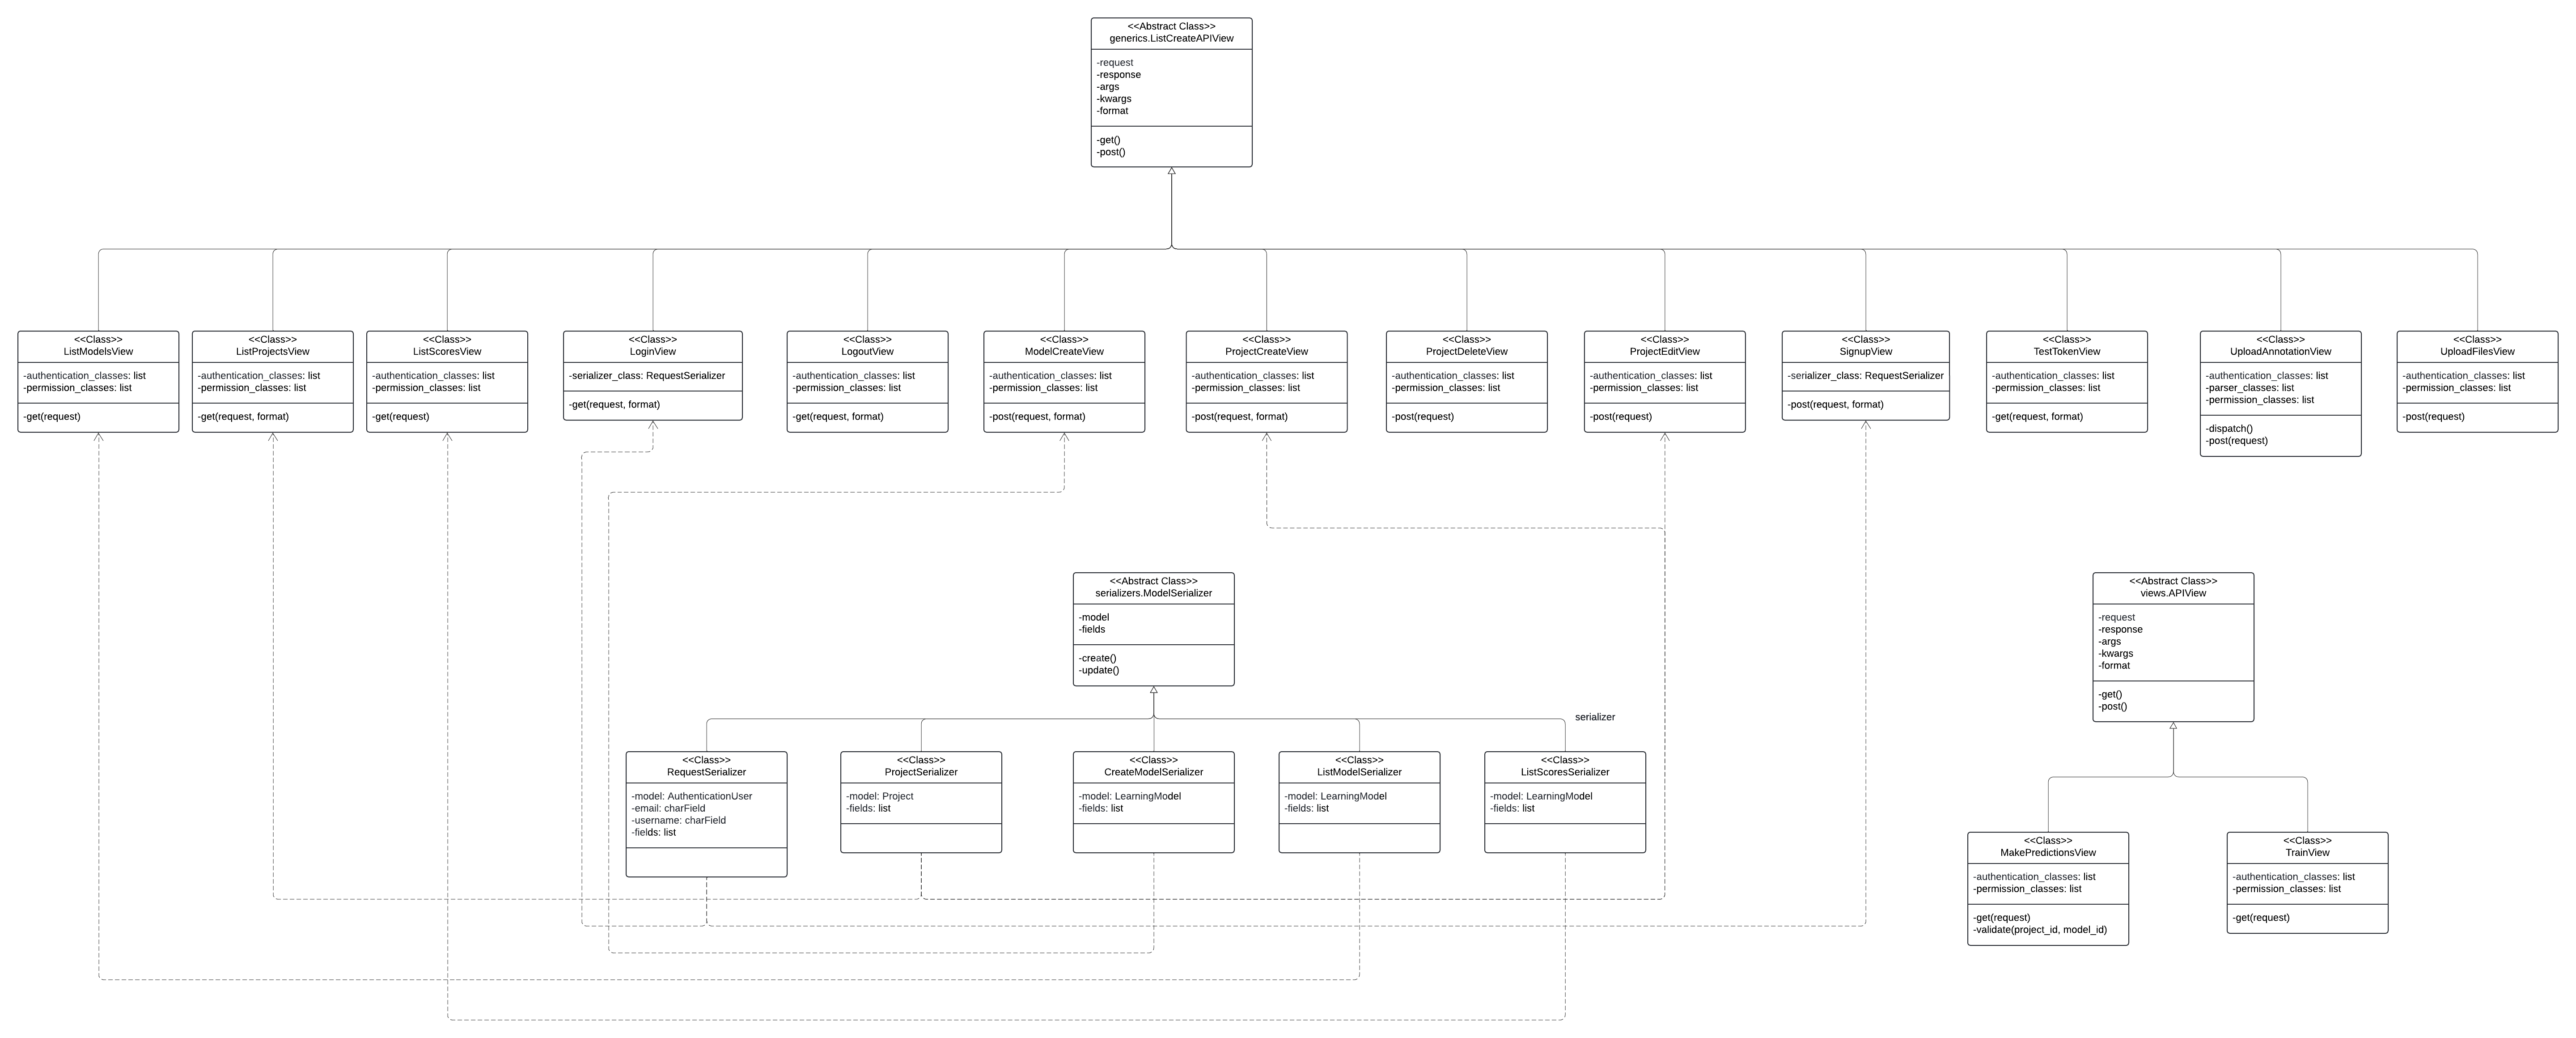 <<Abstract Class>>
generics.ListCreateAPIView
-request
-response
-args
-kwargs
-format
-get()
-post()
<<Class>>
ListModelsView
-authentication_classes: list
-permission_classes: list
-get(request)
<<Class>>
ListProjectsView
-authentication_classes: list
-permission_classes: list
-get(request, format)
<<Class>>
ListScoresView
-authentication_classes: list
-permission_classes: list
-get(request)
<<Class>>
LoginView
-serializer_class: RequestSerializer
-get(request, format)
<<Class>>
LogoutView
-authentication_classes: list
-permission_classes: list
-get(request, format)
<<Class>>
ModelCreateView
-authentication_classes: list
-permission_classes: list
-post(request, format)
<<Class>>
ProjectCreateView
-authentication_classes: list
-permission_classes: list
-post(request, format)
<<Class>>
ProjectDeleteView
-authentication_classes: list
-permission_classes: list
-post(request)
<<Class>>
ProjectEditView
-authentication_classes: list
-permission_classes: list
-post(request)
<<Class>>
SignupView
-serializer_class: RequestSerializer
-post(request, format)
<<Class>>
TestTokenView
-authentication_classes: list
-permission_classes: list
-get(request, format)
<<Class>>
UploadAnnotationView
-authentication_classes: list
-parser_classes: list
-permission_classes: list
-dispatch()
-post(request)
<<Class>>
UploadFilesView
-authentication_classes: list
-permission_classes: list
-post(request)
<<Abstract Class>>
serializers.ModelSerializer
-model
-fields
-create()
-update()
serializer
<<Class>>
RequestSerializer
-model: AuthenticationUser
-email: charField
-username: charField
-fields: list
<<Class>>
ProjectSerializer
-model: Project
-fields: list
<<Class>>
CreateModelSerializer
-model: LearningModel
-fields: list
<<Class>>
ListModelSerializer
-model: LearningModel
-fields: list
<<Class>>
ListScoresSerializer
-model: LearningModel
-fields: list
<<Abstract Class>>
views.APIView
-request
-response
-args
-kwargs
-format
-get()
-post()
<<Class>>
MakePredictionsView
-authentication_classes: list
-permission_classes: list
-get(request)
-validate(project_id, model_id)
<<Class>>
TrainView
-authentication_classes: list
-permission_classes: list
-get(request)